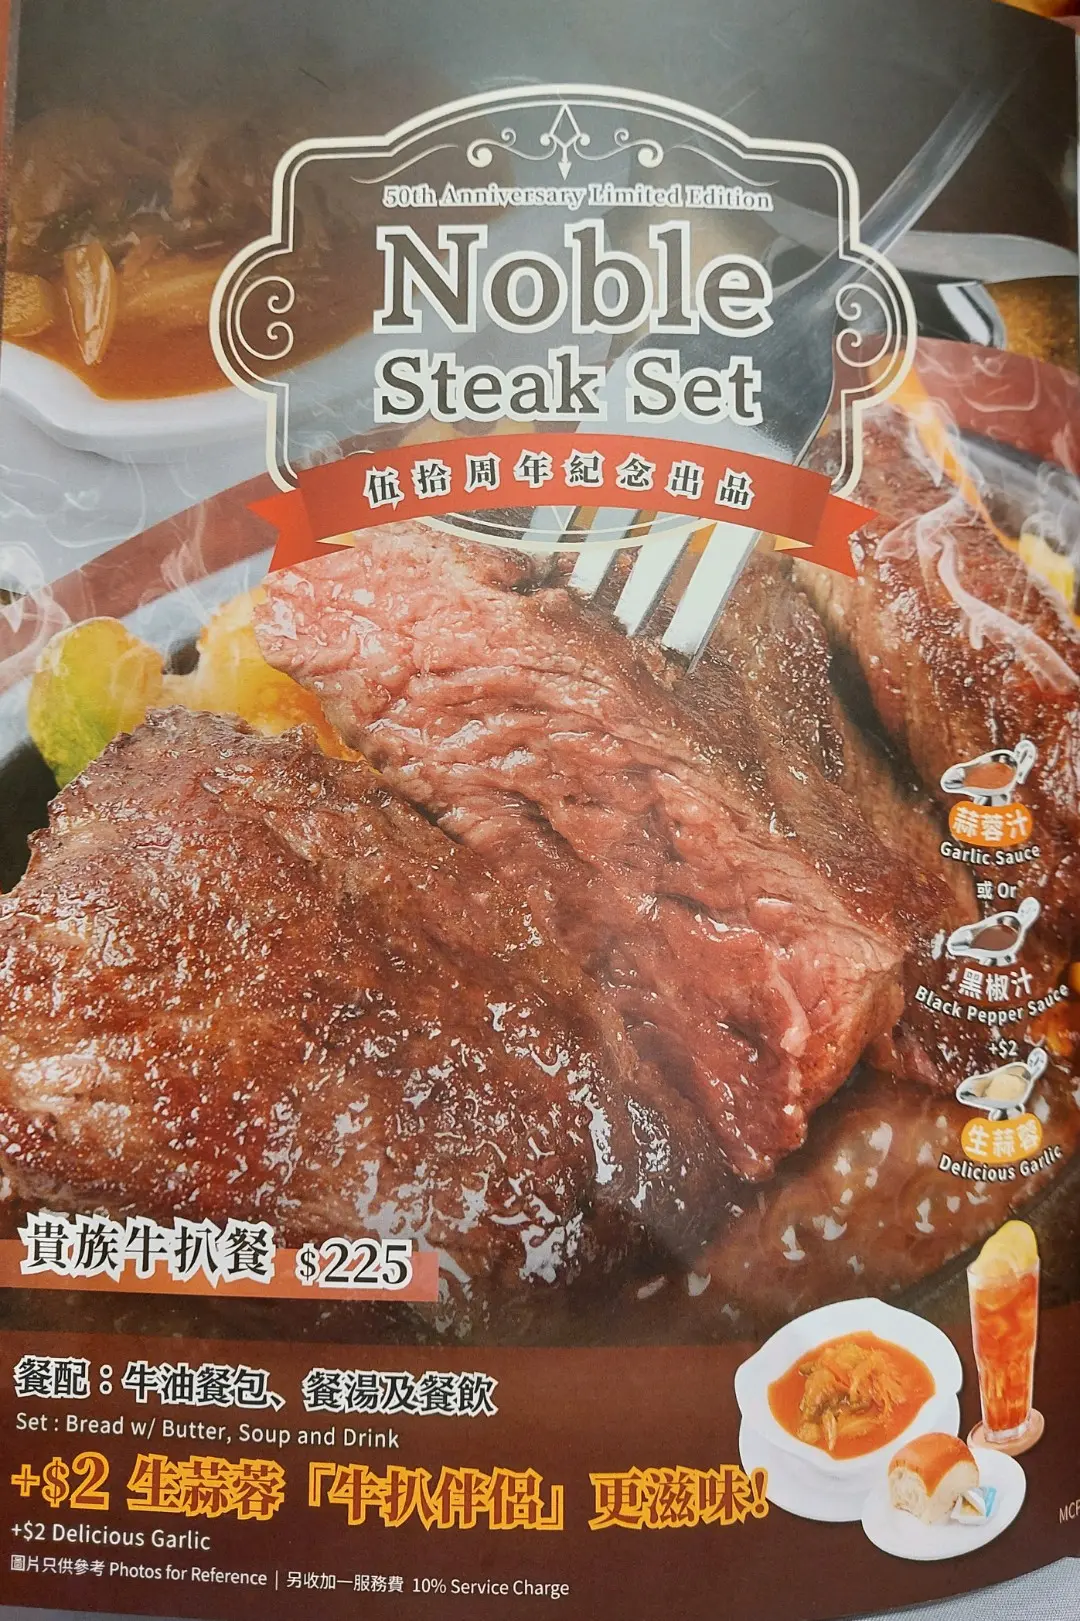 50th Anniversary Limited Edition
Noble
Steak Set
伍拾周年紀念出品
蒜蓉汁
Garlic Sauce
或 Or
黑椒汁
Black Pepper Sauce
+$2
生蒜蓉
Delicious Garlic
貴族牛扒餐 $225
餐配：牛油餐包、餐湯及餐飲
Set : Bread w/ Butter, Soup and Drink
+$2 生蒜蓉「牛扒伴侶」更滋味!
+$2 Delicious Garlic
圖片只供參考 Photos for Reference | 另收加一服務費 10% Service Charge